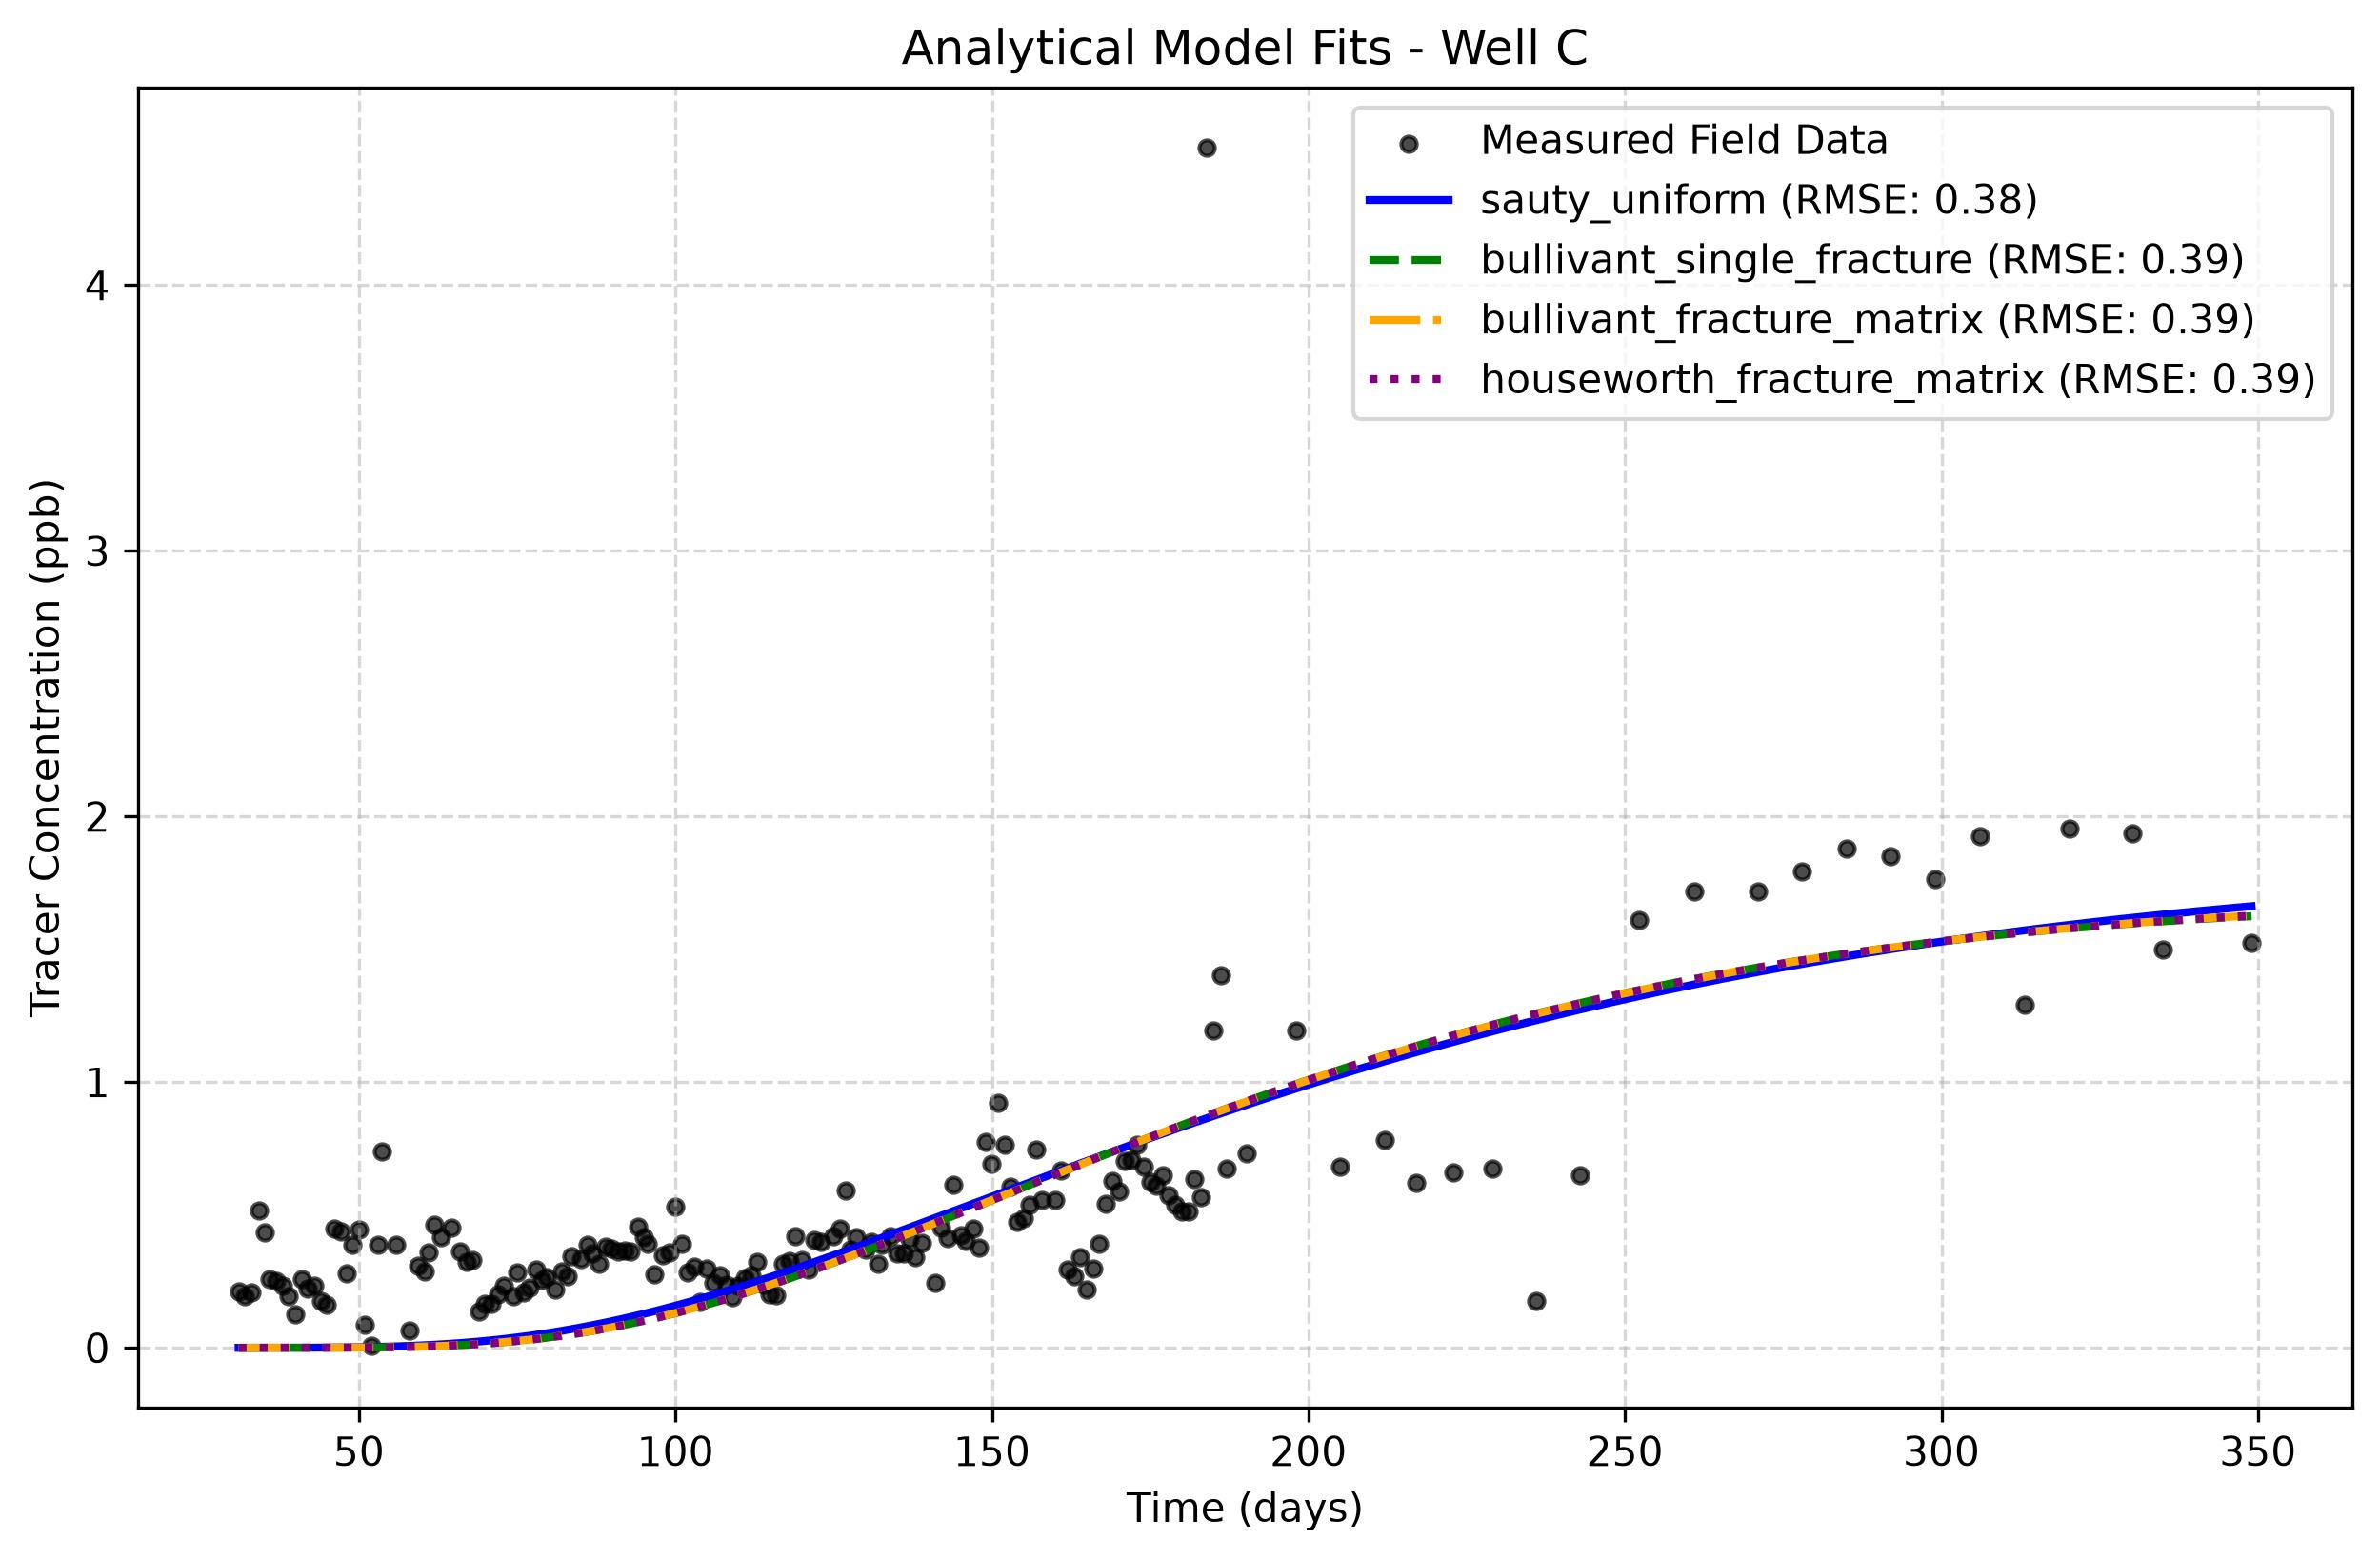 Analytical Model Fits - Well C
Measured Field Data
sauty_uniform (RMSE: 0.38)
bullivant_single_fracture (RMSE: 0.39)
bullivant_fracture_matrix (RMSE: 0.39)
houseworth_fracture_matrix (RMSE: 0.39)
Tracer Concentration (ppb)
4
3
2
1
0
50 100 150 200 250 300 350
Time (days)